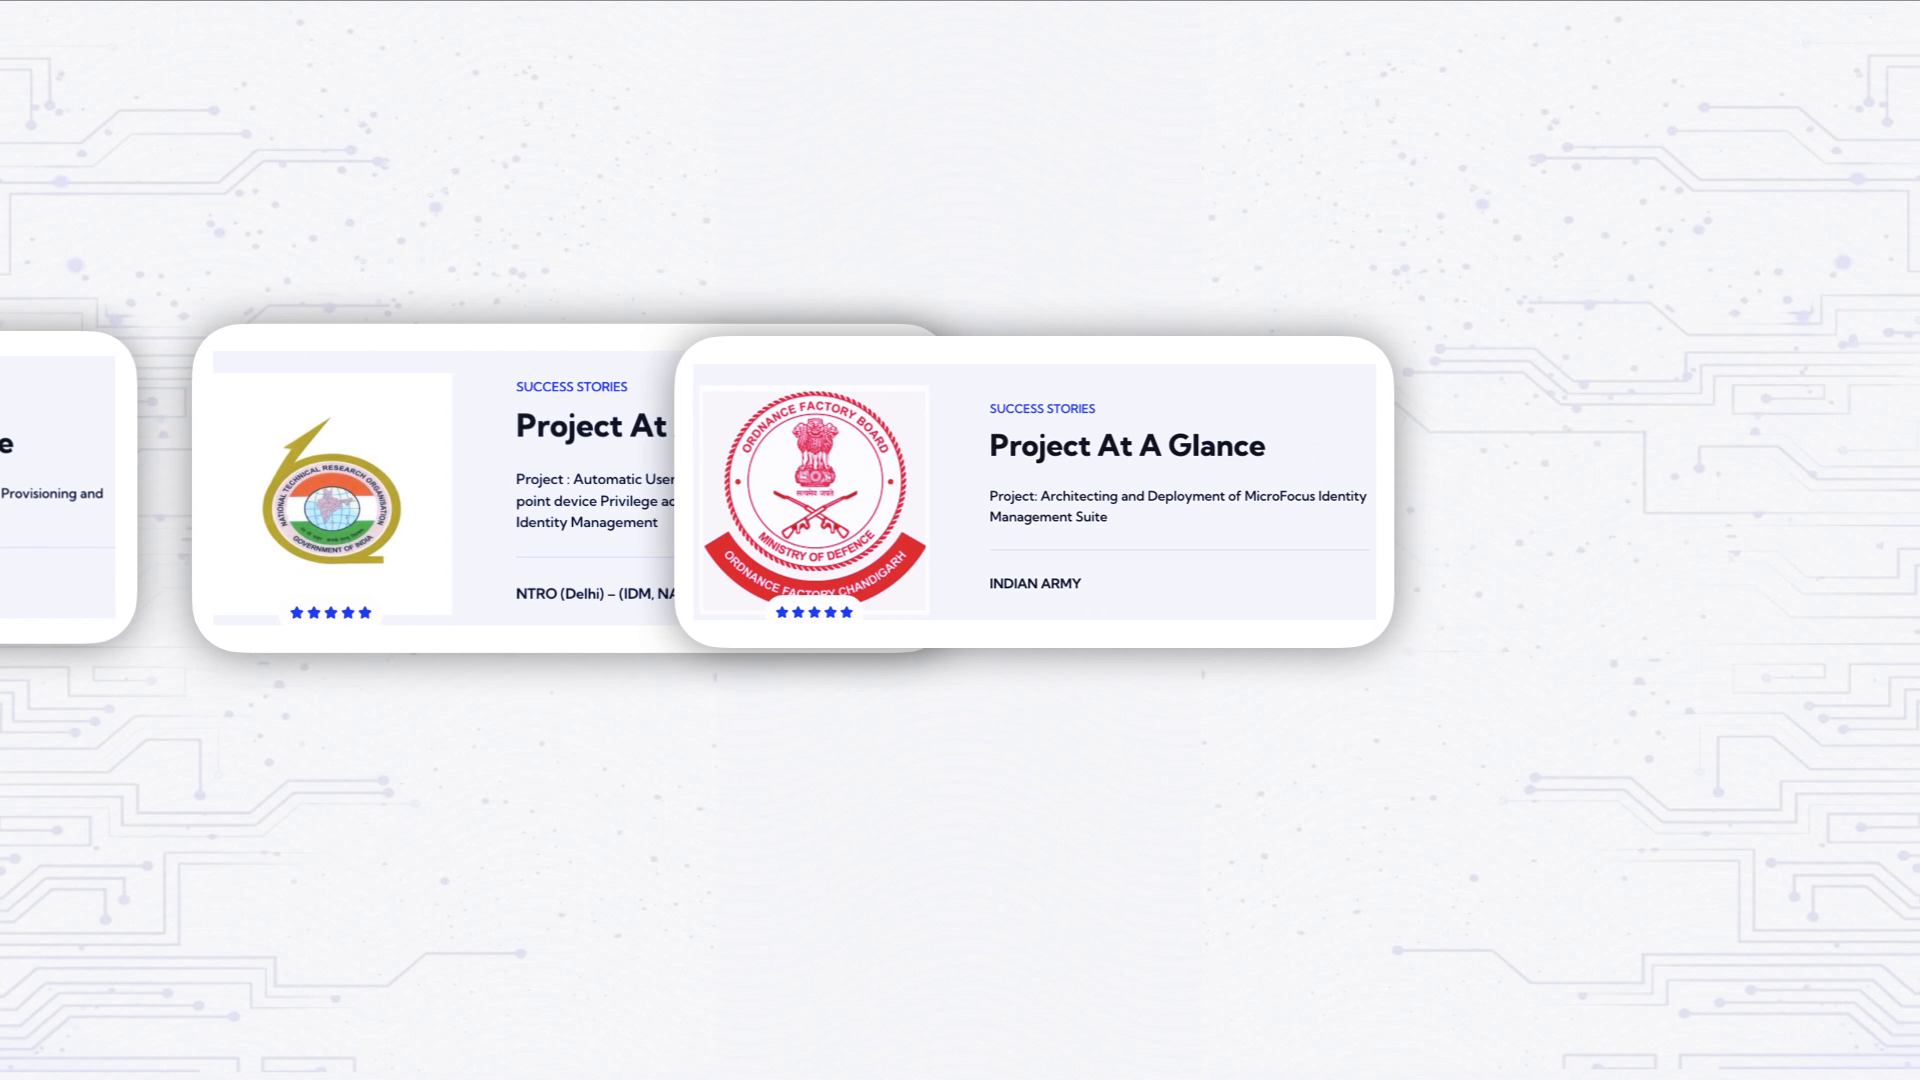 e
Provisioning and
NATIONAL TECHNICAL RESEARCH ORGANISATION
GOVERNMENT OF INDIA
SUCCESS STORIES
Project At
Project : Automatic User
point device Privilege ac
Identity Management
NTRO (Delhi) – (IDM, NA
ORDNANCE FACTORY BOARD
सत्यमेव जयते
MINISTRY OF DEFENCE
ORDNANCE FACTORY CHANDIGARH
SUCCESS STORIES
Project At A Glance
Project: Architecting and Deployment of MicroFocus Identity
Management Suite
INDIAN ARMY